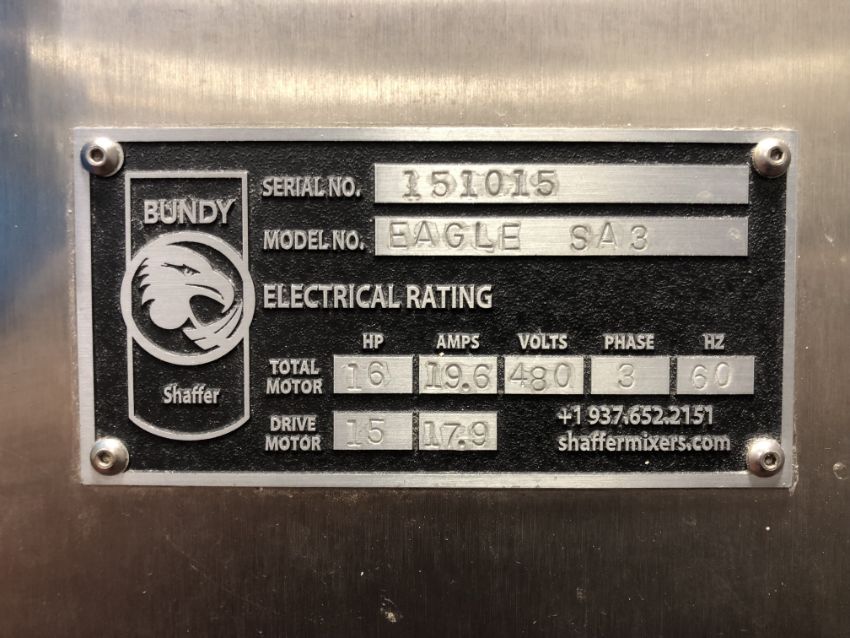 BUNDY
Shaffer
SERIAL NO. 151015
MODEL NO. EAGLE SA3
ELECTRICAL RATING
HP AMPS VOLTS PHASE HZ
TOTAL MOTOR 16 19.6 480 3 60
DRIVE MOTOR 15 17.9
+1 937.652.2151
shaffermixers.com